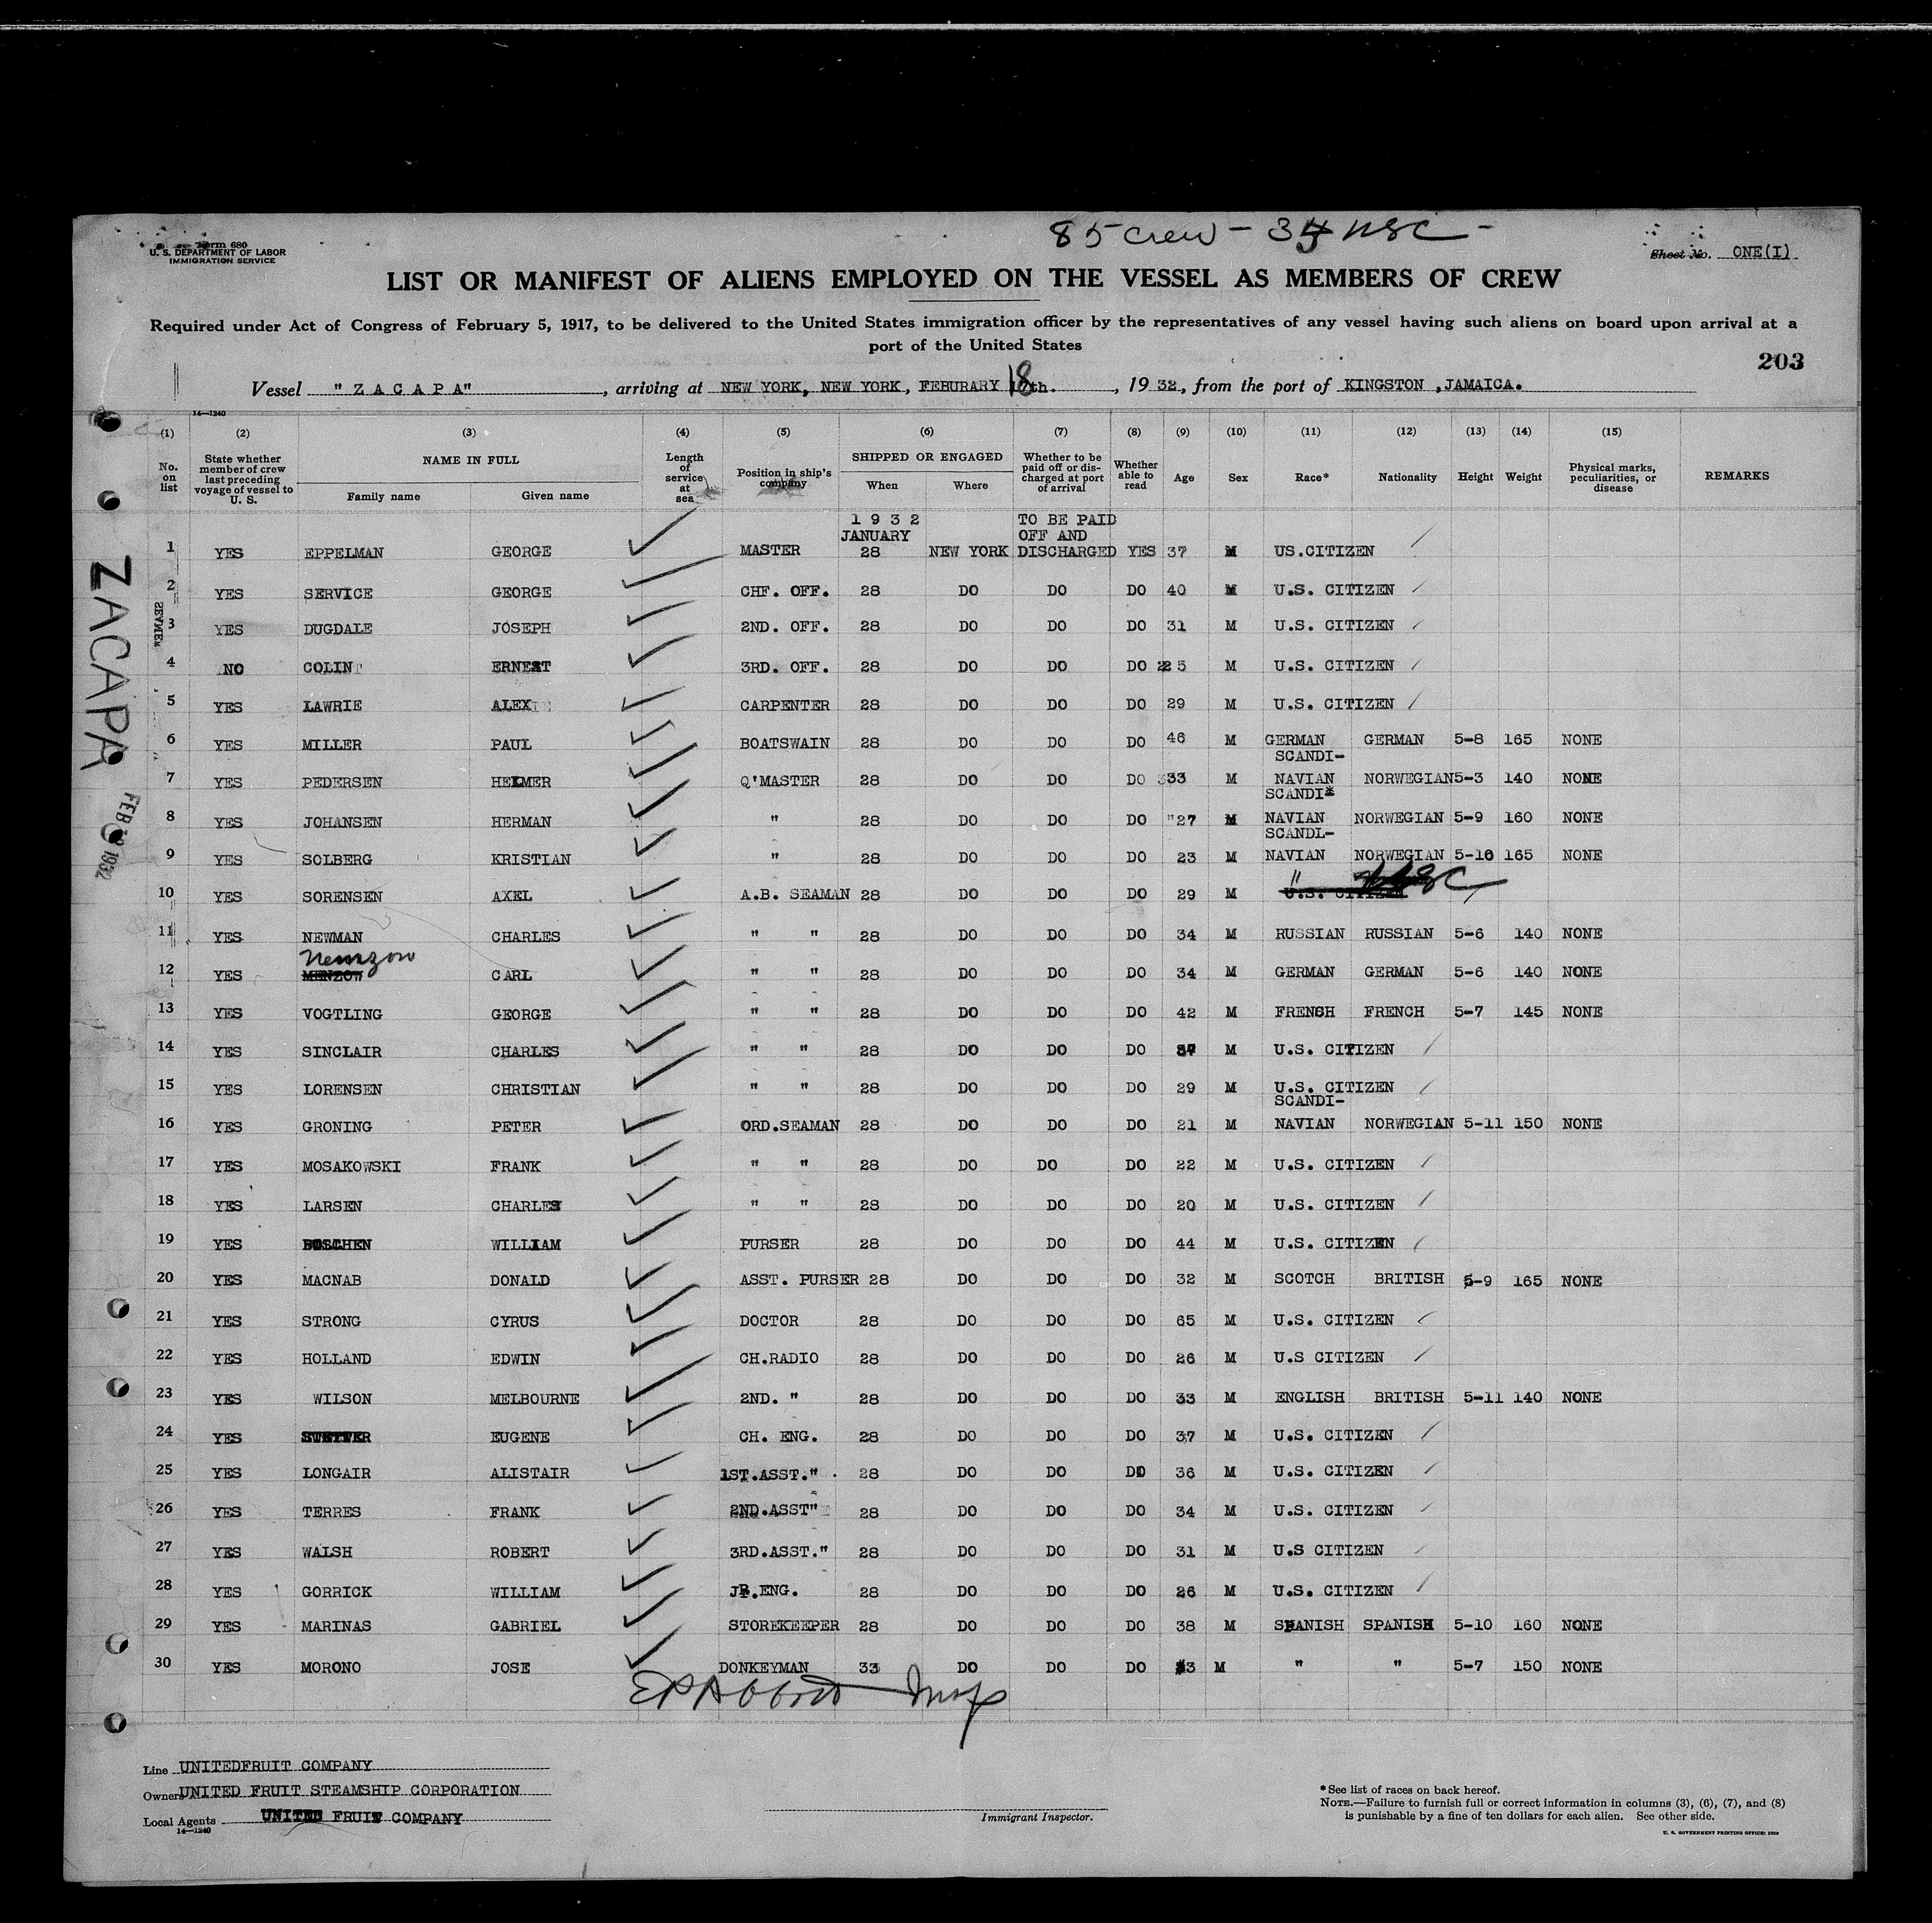 85 crew - 34 USC -
Form 680
U. S. DEPARTMENT OF LABOR
IMMIGRATION SERVICE
Sheet No. ONE(I)
LIST OR MANIFEST OF ALIENS EMPLOYED ON THE VESSEL AS MEMBERS OF CREW
Required under Act of Congress of February 5, 1917, to be delivered to the United States immigration officer by the representatives of any vessel having such aliens on board upon arrival at a
port of the United States
203
Vessel "ZACAPA", arriving at NEW YORK, NEW YORK, FEBURARY 18th., 1932, from the port of KINGSTON ,JAMAICA.
14—1240
(1) (2) (3) (4) (5) (6) (7) (8) (9) (10) (11) (12) (13) (14) (15)
No. on list State whether member of crew last preceding voyage of vessel to U. S. NAME IN FULL Family name Given name Length of service at sea Position in ship's company SHIPPED OR ENGAGED When Where Whether to be paid off or discharged at port of arrival Whether able to read Age Sex Race* Nationality Height Weight Physical marks, peculiarities, or disease REMARKS
1932 JANUARY TO BE PAID OFF AND
1 YES EPPELMAN GEORGE MASTER 28 NEW YORK DISCHARGED YES 37 M US.CITIZEN
2 YES SERVICE GEORGE CHF. OFF. 28 DO DO DO 40 M U.S. CITIZEN
3 YES DUGDALE JOSEPH 2ND. OFF. 28 DO DO DO 31 M U.S. CITIZEN
4 NO COLIN ERNEST 3RD. OFF. 28 DO DO DO 25 M U.S. CITIZEN
5 YES LAWRIE ALEX CARPENTER 28 DO DO DO 29 M U.S. CITIZEN
6 YES MILLER PAUL BOATSWAIN 28 DO DO DO 46 M GERMAN GERMAN 5-8 165 NONE
7 YES PEDERSEN HELMER Q'MASTER 28 DO DO DO 33 M SCANDI-NAVIAN NORWEGIAN 5-3 140 NONE
8 YES JOHANSEN HERMAN " 28 DO DO DO 27 M SCANDI-NAVIAN NORWEGIAN 5-9 160 NONE
9 YES SOLBERG KRISTIAN " 28 DO DO DO 23 M SCANDL-NAVIAN NORWEGIAN 5-10 165 NONE
10 YES SORENSEN AXEL A.B. SEAMAN 28 DO DO DO 29 M U.S. CITIZEN " USC
11 YES NEWMAN CHARLES " " 28 DO DO DO 34 M RUSSIAN RUSSIAN 5-6 140 NONE
Nemzow
12 YES MENZOW CARL " " 28 DO DO DO 34 M GERMAN GERMAN 5-6 140 NONE
13 YES VOGTLING GEORGE " " 28 DO DO DO 42 M FRENCH FRENCH 5-7 145 NONE
14 YES SINCLAIR CHARLES " " 28 DO DO DO 37 M U.S. CITIZEN
15 YES LORENSEN CHRISTIAN " " 28 DO DO DO 29 M U.S. CITIZEN
16 YES GRONING PETER ORD.SEAMAN 28 DO DO DO 21 M SCANDI-NAVIAN NORWEGIAN 5-11 150 NONE
17 YES MOSAKOWSKI FRANK " " 28 DO DO DO 22 M U.S. CITIZEN
18 YES LARSEN CHARLES " " 28 DO DO DO 20 M U.S. CITIZEN
19 YES BOSCHEN WILLIAM PURSER 28 DO DO DO 44 M U.S. CITIZEN
20 YES MACNAB DONALD ASST. PURSER 28 DO DO DO 32 M SCOTCH BRITISH 5-9 165 NONE
21 YES STRONG CYRUS DOCTOR 28 DO DO DO 65 M U.S. CITIZEN
22 YES HOLLAND EDWIN CH.RADIO 28 DO DO DO 26 M U.S CITIZEN
23 YES WILSON MELBOURNE 2ND. " 28 DO DO DO 33 M ENGLISH BRITISH 5-11 140 NONE
24 YES EUGENE CH. ENG. 28 DO DO DO 37 M U.S. CITIZEN
25 YES LONGAIR ALISTAIR 1ST.ASST." 28 DO DO DO 36 M U.S. CITIZEN
26 YES TERRES FRANK 2ND.ASST" 28 DO DO DO 34 M U.S. CITIZEN
27 YES WALSH ROBERT 3RD.ASST." 28 DO DO DO 31 M U.S CITIZEN
28 YES GORRICK WILLIAM JR.ENG. 28 DO DO DO 26 M U.S. CITIZEN
29 YES MARINAS GABRIEL STOREKEEPER 28 DO DO DO 38 M SPANISH SPANISH 5-10 160 NONE
30 YES MORONO JOSE DONKEYMAN 33 DO DO DO 33 M " " 5-7 150 NONE
ZACAPA
SEAMEN
Line UNITEDFRUIT COMPANY
Owners UNITED FRUIT STEAMSHIP CORPORATION
Local Agents UNITED FRUIT COMPANY
14—1240
Immigrant Inspector.
*See list of races on back hereof.
NOTE.—Failure to furnish full or correct information in columns (3), (6), (7), and (8)
is punishable by a fine of ten dollars for each alien. See other side.
U. S. GOVERNMENT PRINTING OFFICE: 1929